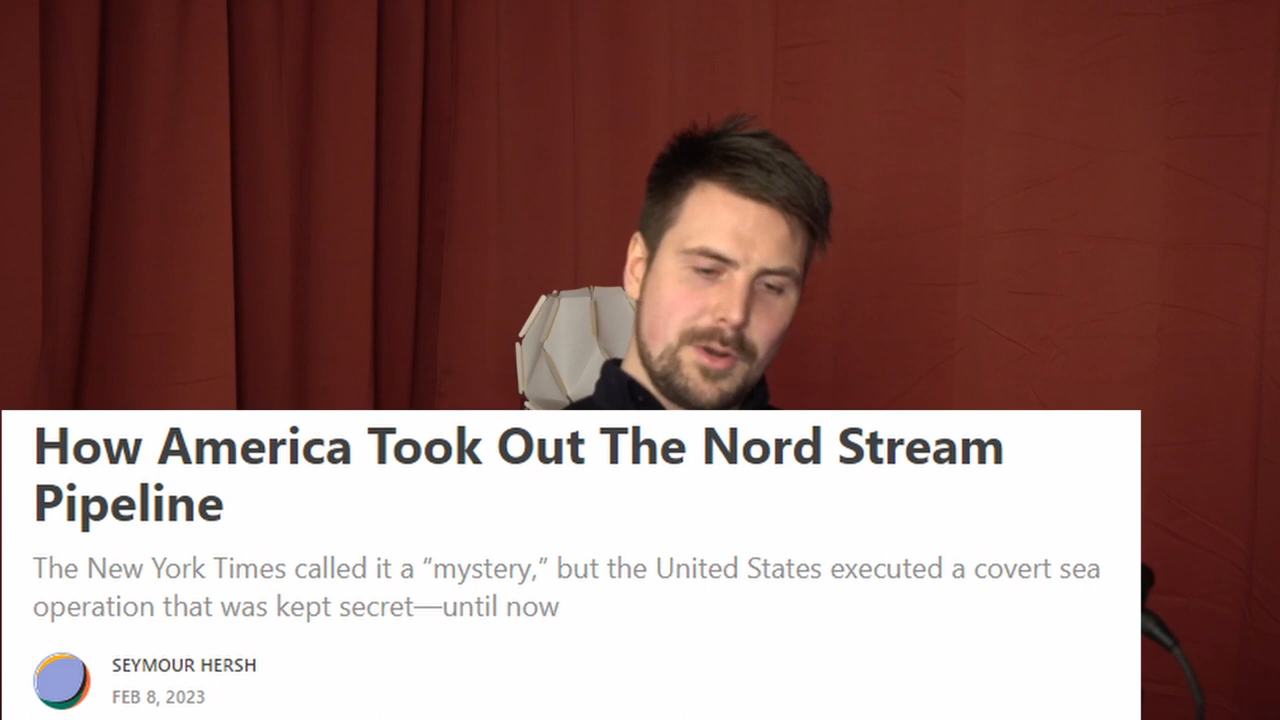 How America Took Out The Nord Stream
Pipeline
The New York Times called it a “mystery,” but the United States executed a covert sea
operation that was kept secret—until now
SEYMOUR HERSH
FEB 8, 2023